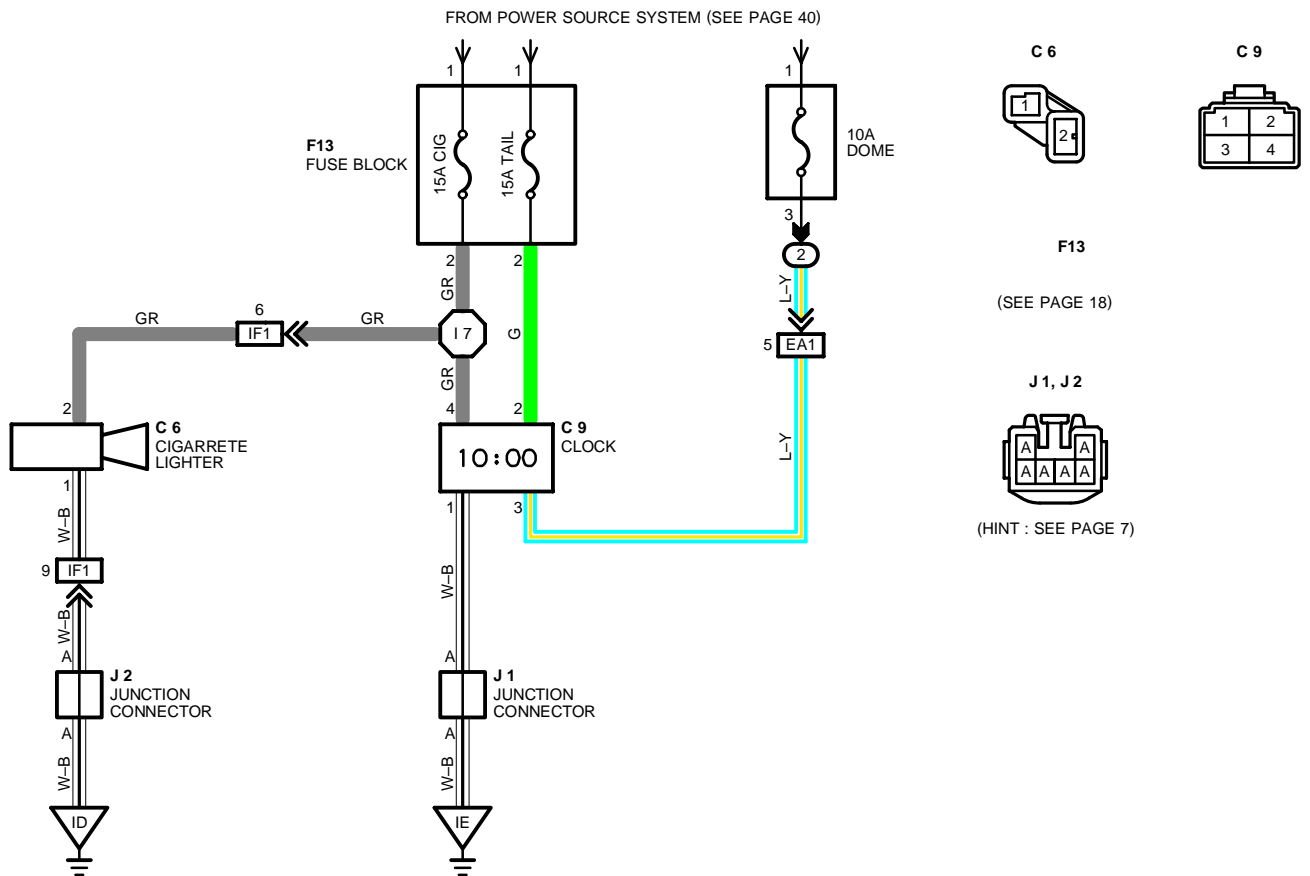 FROM POWER SOURCE SYSTEM (SEE PAGE 40)
C 6
C 9
1
1
1
F13
FUSE BLOCK
15A CIG
15A TAIL
10A
DOME
1
2
1
2
3
4
3
2
2
2
GR
L–Y
F13
(SEE PAGE 18)
GR
6
IF1
GR
I 7
G
5
EA1
GR
J 1, J 2
2
4
2
C 6
CIGARRETE
LIGHTER
10:00
C 9
CLOCK
L–Y
A
A
A
A
A
A
1
1
3
(HINT : SEE PAGE 7)
W–B
9
IF1
W–B
W–B
A
A
J 2
JUNCTION
CONNECTOR
J 1
JUNCTION
CONNECTOR
A
A
W–B
W–B
ID
IE